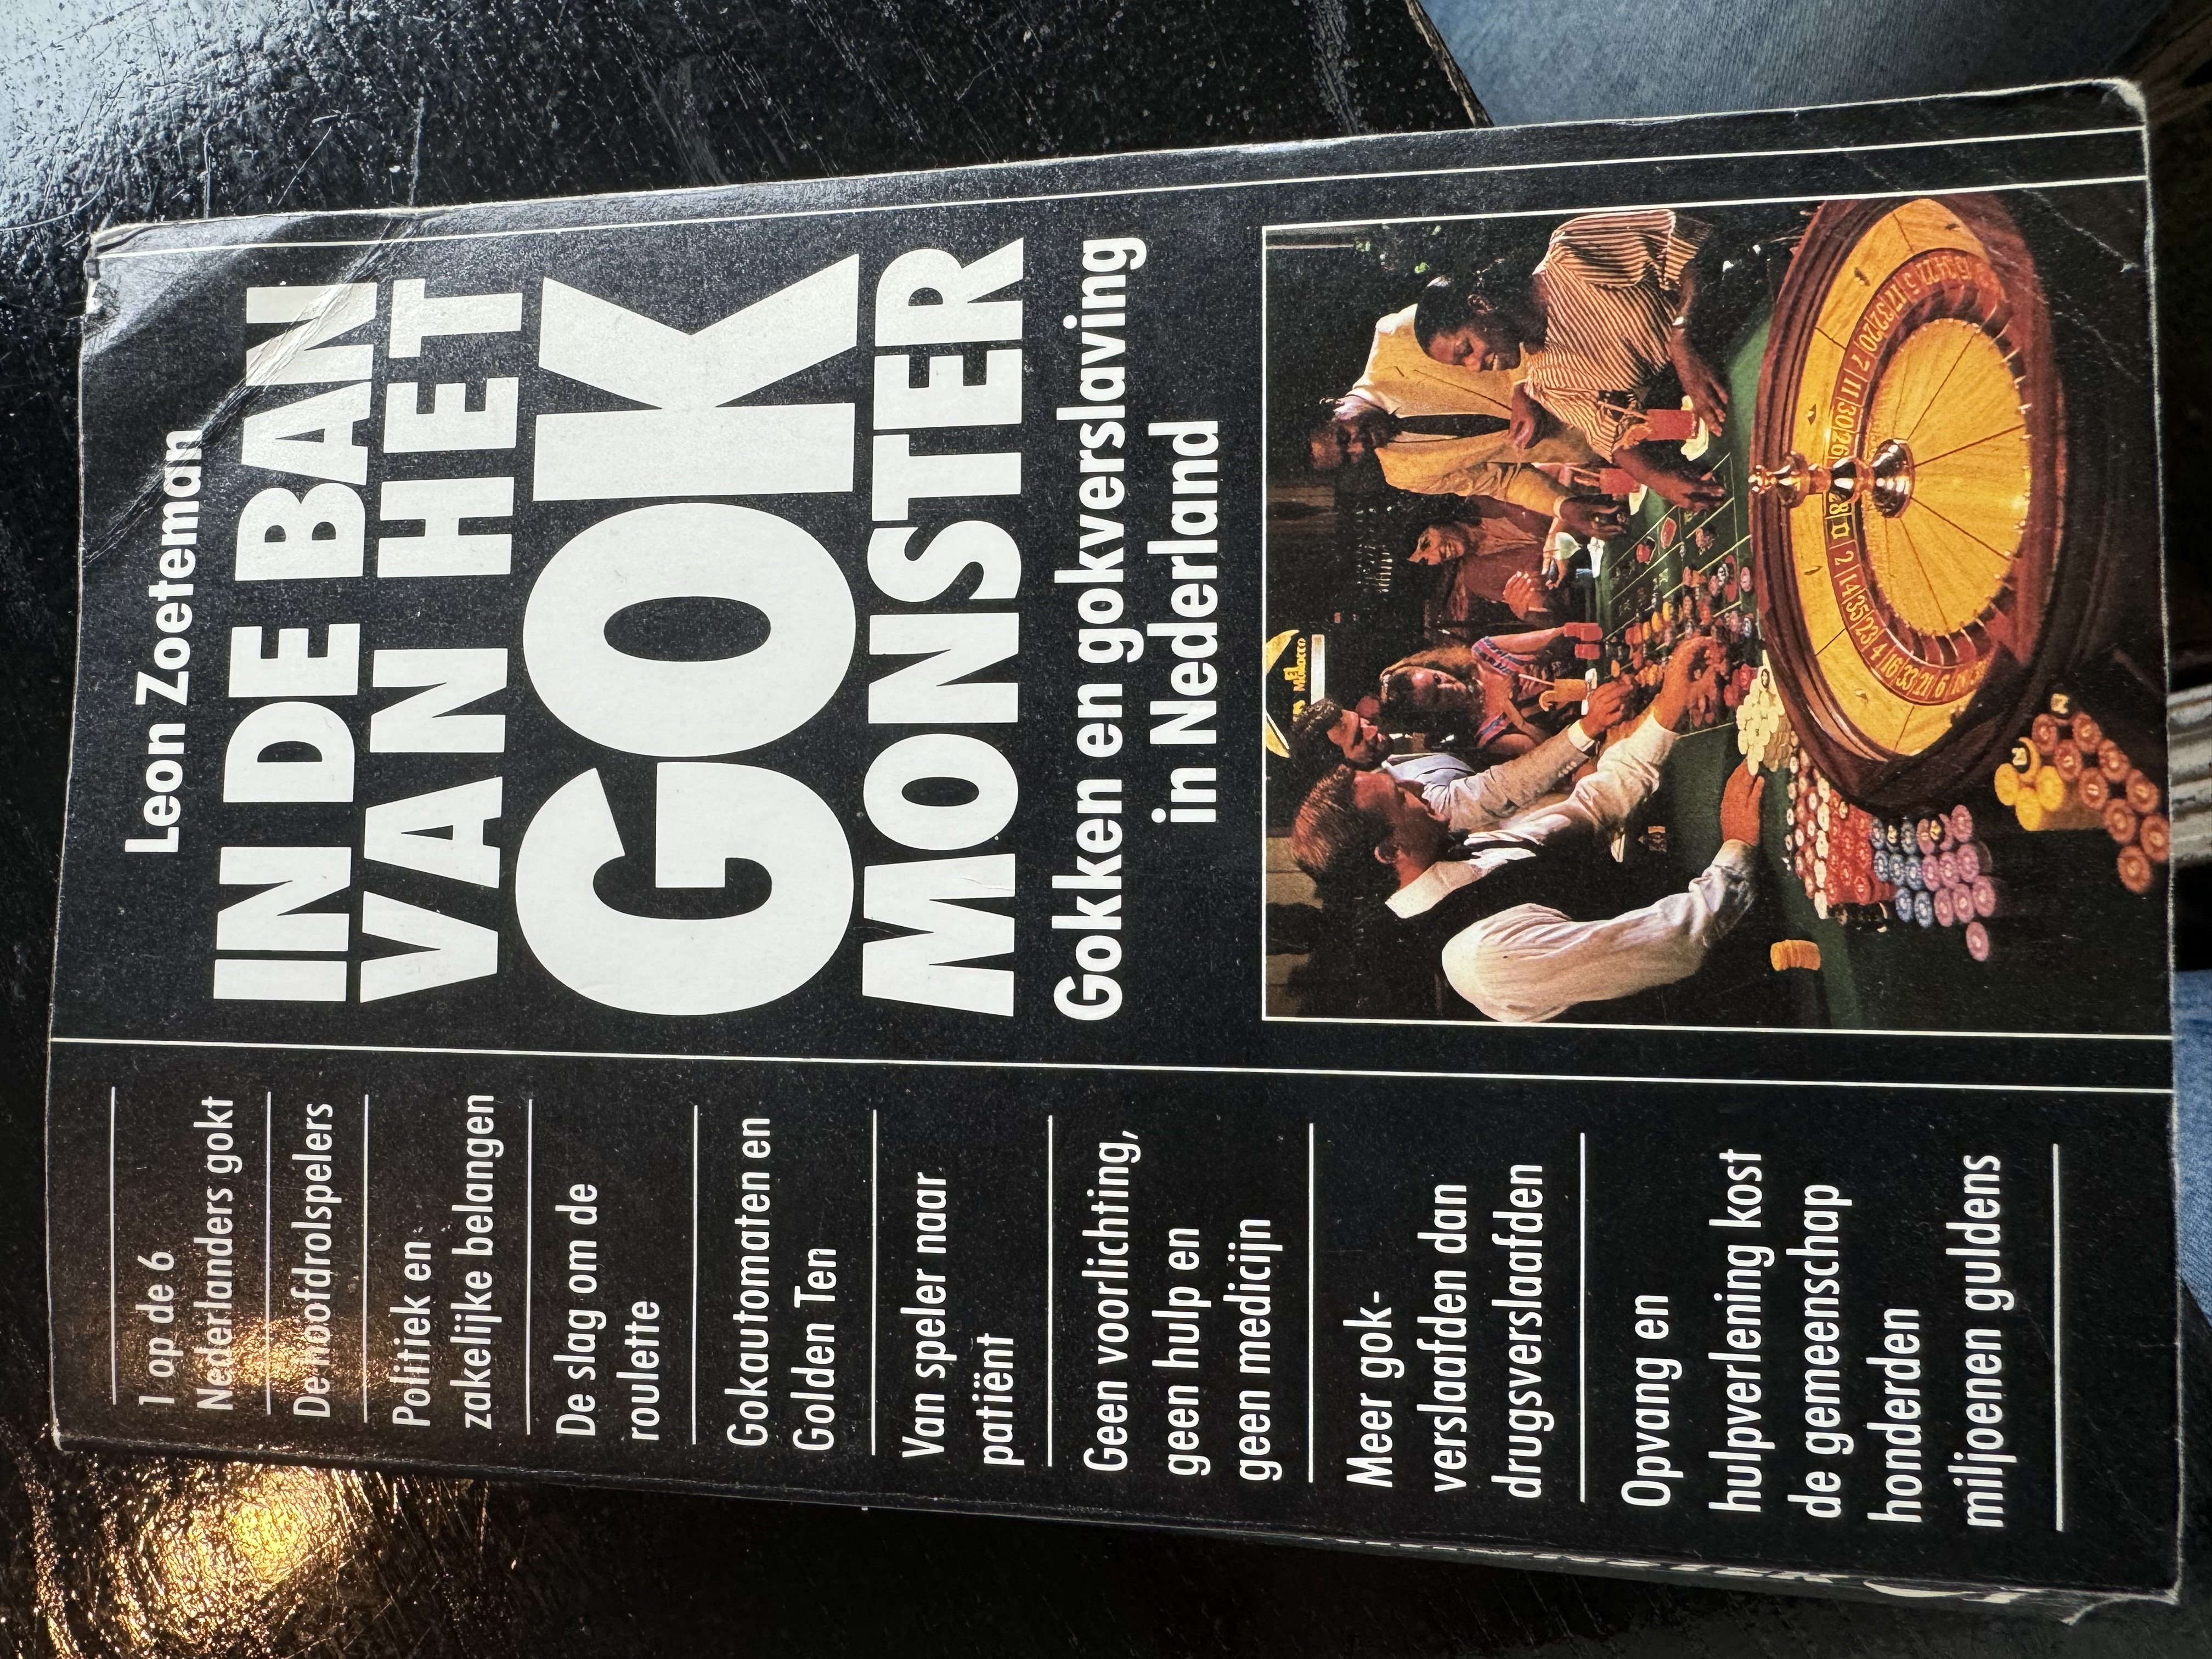 Leon Zoeteman
IN DE BAN
VAN HET
GOK
MONSTER
Gokken en gokverslaving
in Nederland
EL
MOROCCO
1 op de 6
Nederlanders gokt
De hoofdrolspelers
Politiek en
zakelijke belangen
De slag om de
roulette
Gokautomaten en
Golden Ten
Van speler naar
patiënt
Geen voorlichting,
geen hulp en
geen medicijn
Meer gok-
verslaafden dan
drugsverslaafden
Opvang en
hulpverlening kost
de gemeenschap
honderden
miljoenen guldens